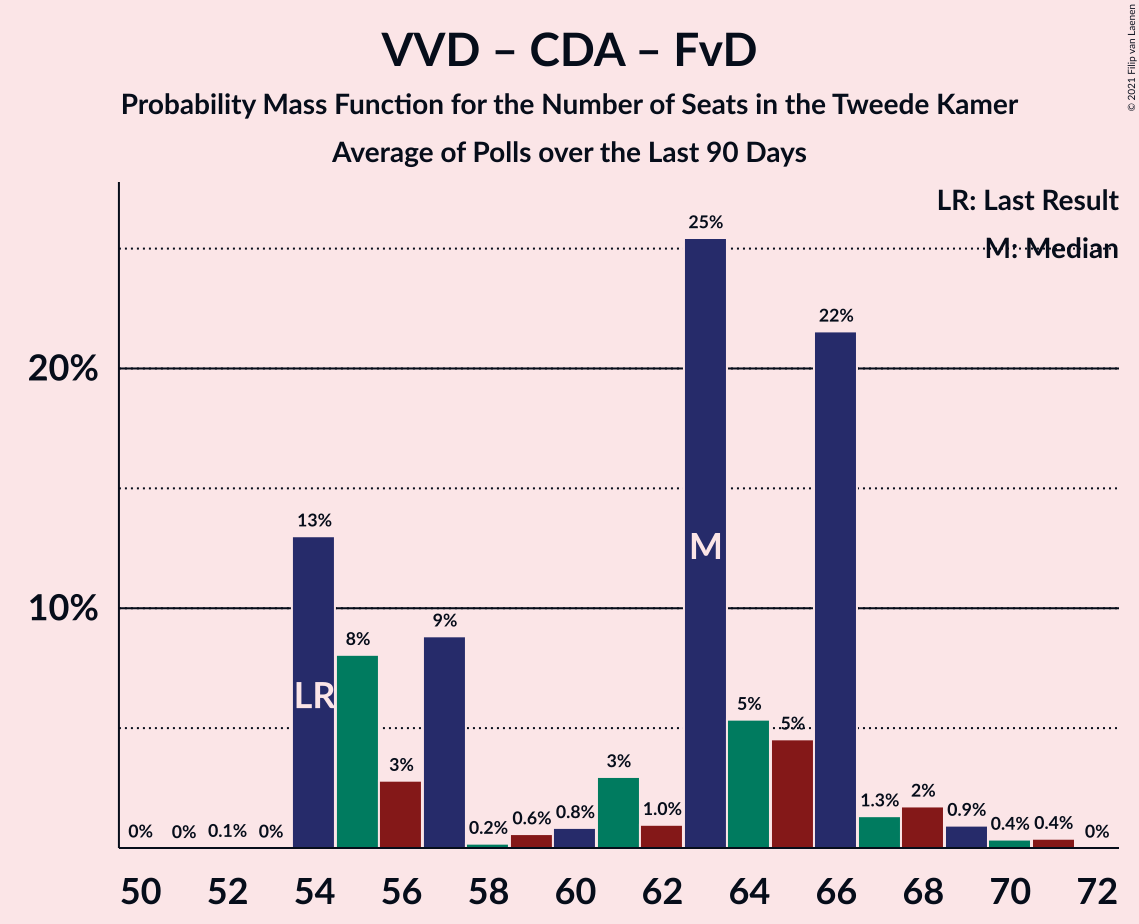 VVD – CDA – FvD
Probability Mass Function for the Number of Seats in the Tweede Kamer
Average of Polls over the Last 90 Days
© 2021 Filip van Laenen
LR: Last Result
M: Median
25%
22%
20%
13%
M
10%
9%
8%
LR
5%
5%
3%
3%
0% 0% 0.1% 0% 0.2% 0.6% 0.8% 1.0% 1.3% 2% 0.9% 0.4% 0.4% 0%
50 52 54 56 58 60 62 64 66 68 70 72